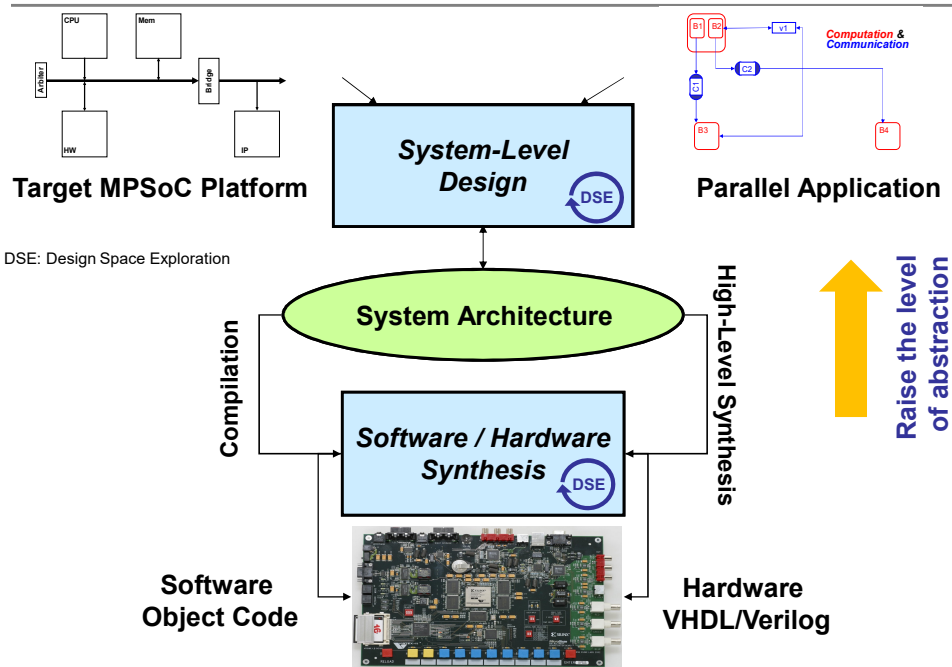 CPU
Mem
Arbiter
Bridge
HW
IP
Target MPSoC Platform
B1
B2
v1
C1
C2
B3
B4
Computation &
Communication
Parallel Application
System-Level
Design
DSE
DSE: Design Space Exploration
System Architecture
Compilation
High-Level Synthesis
Raise the level
of abstraction
Software / Hardware
Synthesis
DSE
Software
Object Code
Hardware
VHDL/Verilog
XILINX